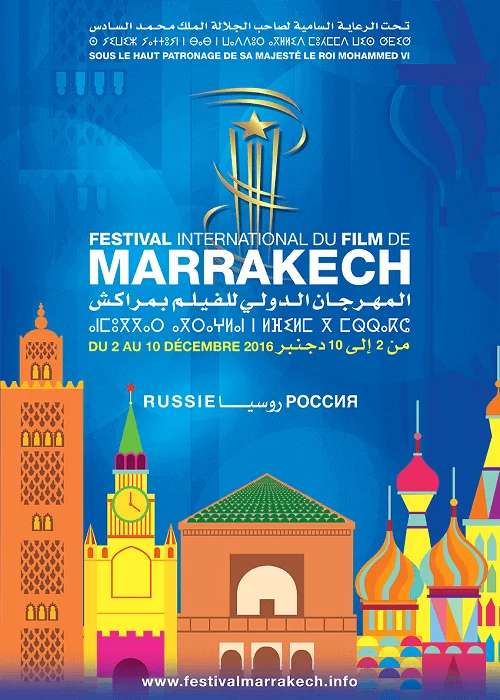 تحت الرعاية السامية لصاحب الجلالة الملك محمد السادس
SOUS LE HAUT PATRONAGE DE SA MAJESTÉ LE ROI MOHAMMED VI
FESTIVAL INTERNATIONAL DU FILM DE
MARRAKECH
المهرجان الدولي للفيلم بمراكش
DU 2 AU 10 DÉCEMBRE 2016 من 2 إلى 10 دجنبر
RUSSIE روسيـــا РОССИЯ
www.festivalmarrakech.info